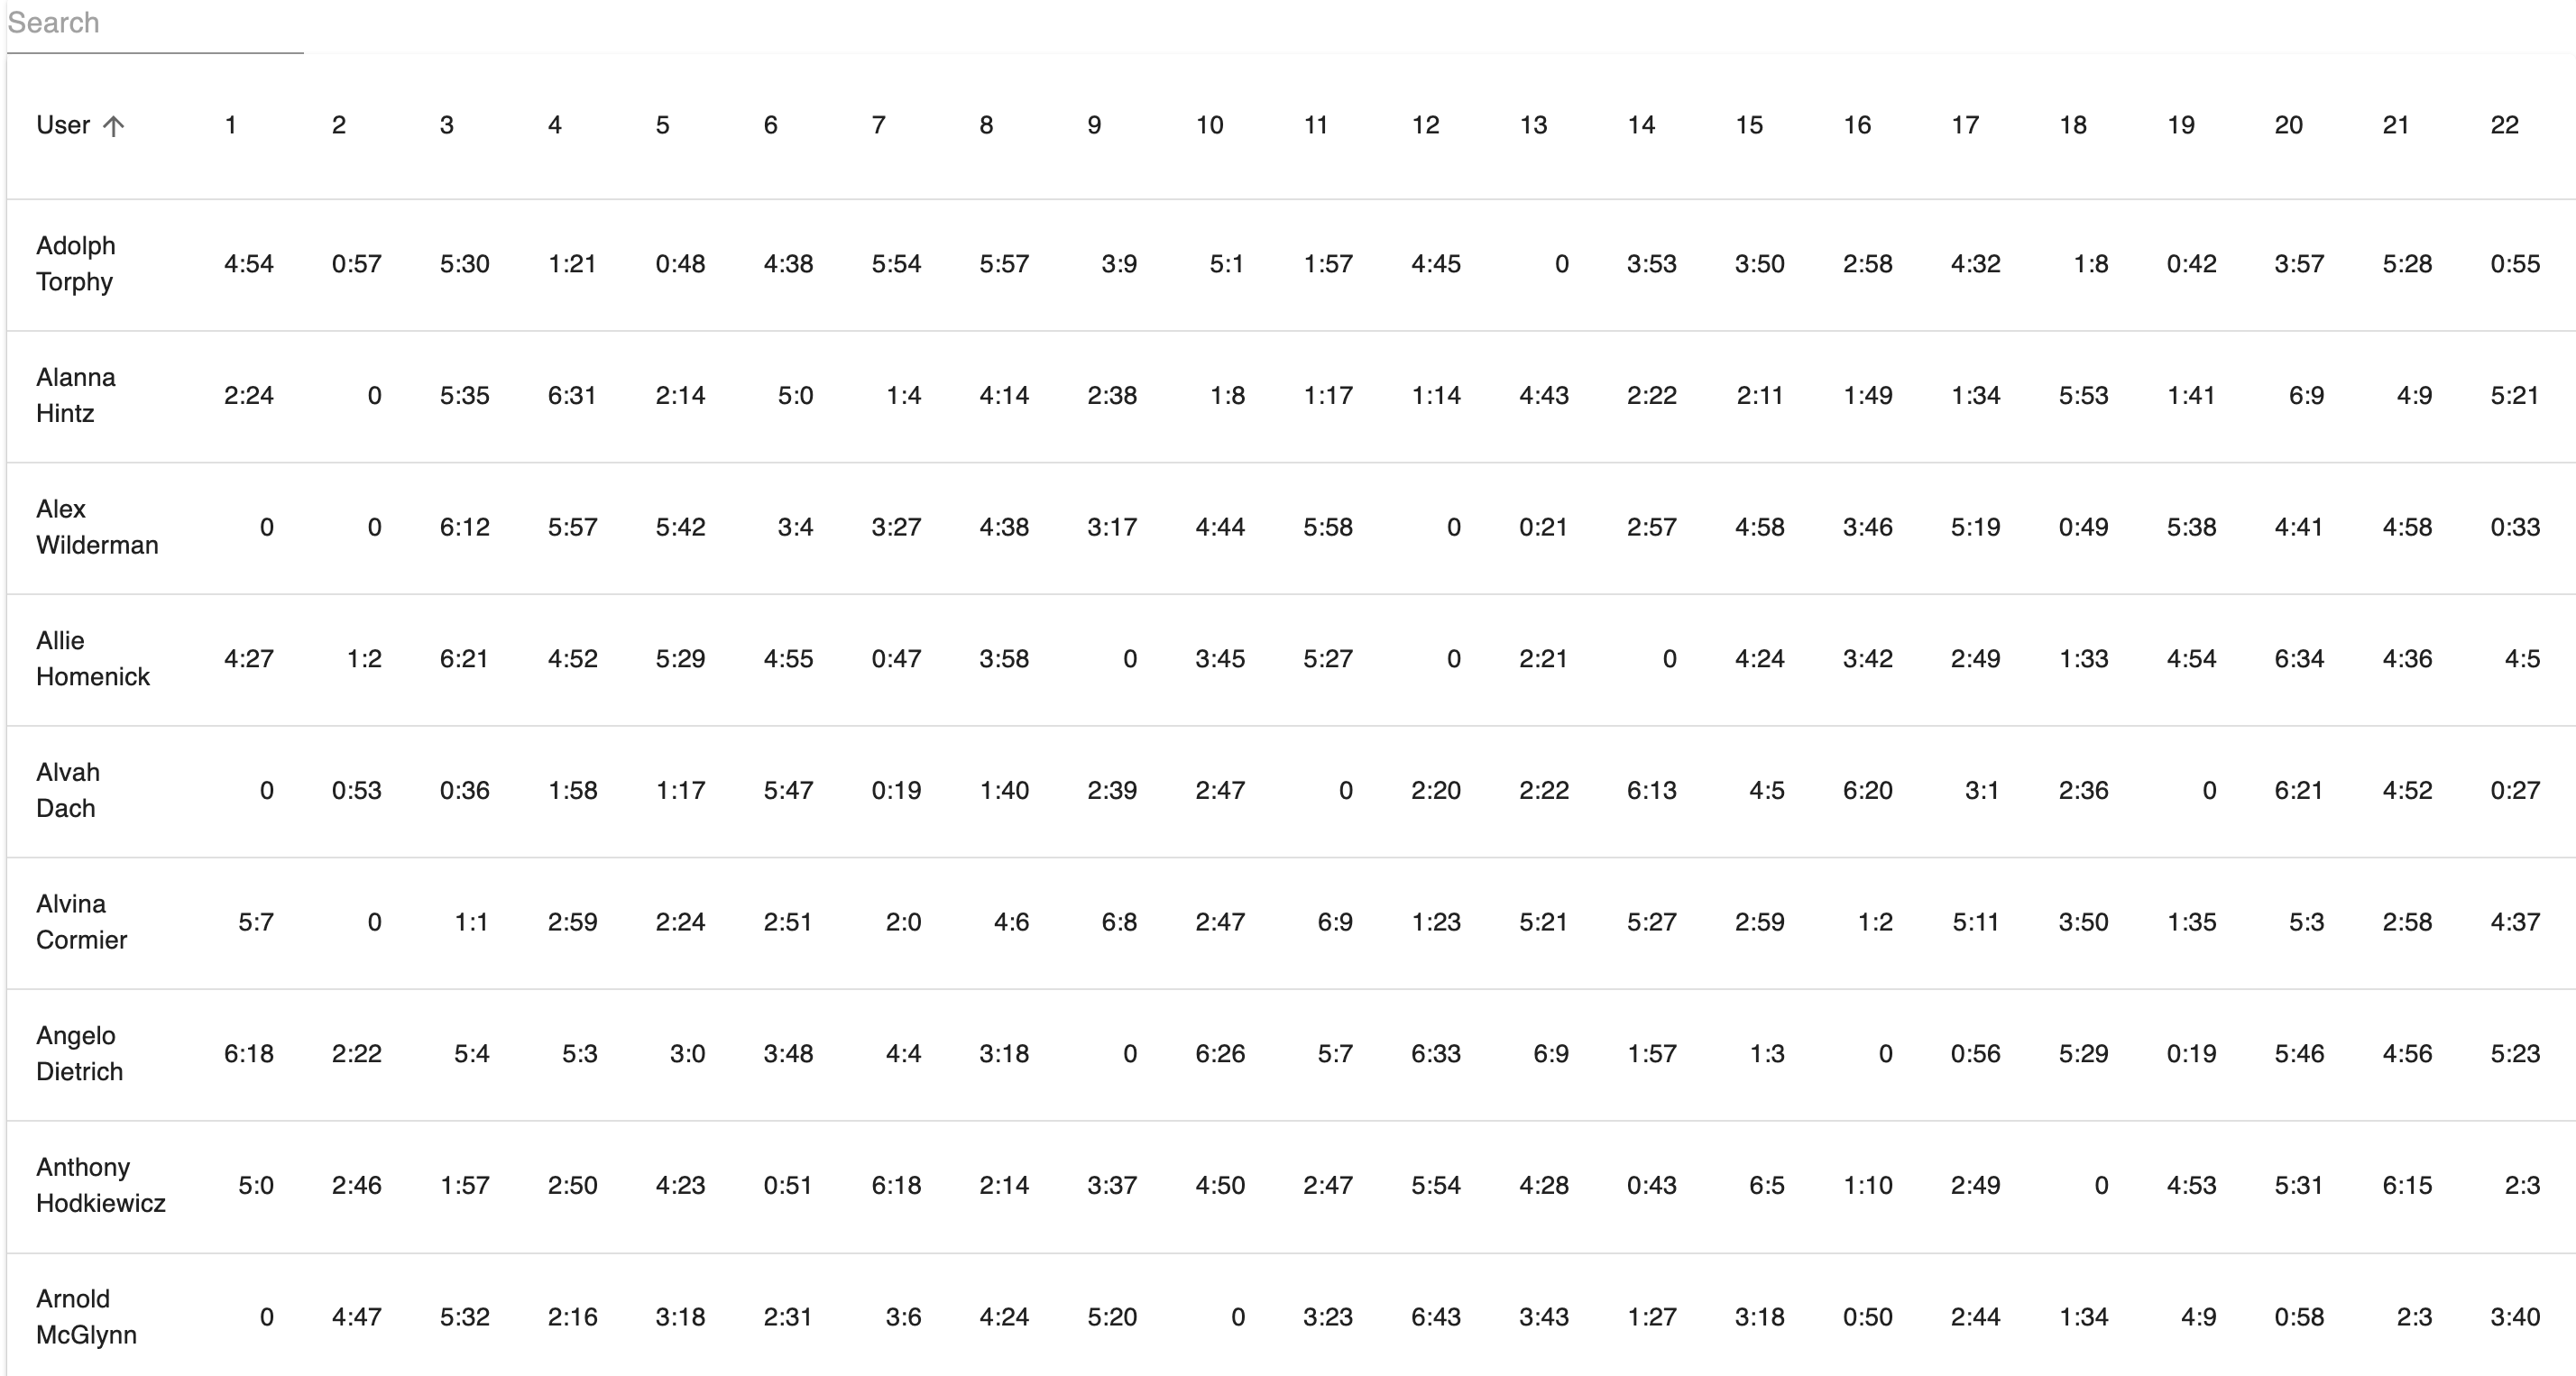 Search
User ↑ 1 2 3 4 5 6 7 8 9 10 11 12 13 14 15 16 17 18 19 20 21 22
Adolph
Torphy 4:54 0:57 5:30 1:21 0:48 4:38 5:54 5:57 3:9 5:1 1:57 4:45 0 3:53 3:50 2:58 4:32 1:8 0:42 3:57 5:28 0:55
Alanna
Hintz 2:24 0 5:35 6:31 2:14 5:0 1:4 4:14 2:38 1:8 1:17 1:14 4:43 2:22 2:11 1:49 1:34 5:53 1:41 6:9 4:9 5:21
Alex
Wilderman 0 0 6:12 5:57 5:42 3:4 3:27 4:38 3:17 4:44 5:58 0 0:21 2:57 4:58 3:46 5:19 0:49 5:38 4:41 4:58 0:33
Allie
Homenick 4:27 1:2 6:21 4:52 5:29 4:55 0:47 3:58 0 3:45 5:27 0 2:21 0 4:24 3:42 2:49 1:33 4:54 6:34 4:36 4:5
Alvah
Dach 0 0:53 0:36 1:58 1:17 5:47 0:19 1:40 2:39 2:47 0 2:20 2:22 6:13 4:5 6:20 3:1 2:36 0 6:21 4:52 0:27
Alvina
Cormier 5:7 0 1:1 2:59 2:24 2:51 2:0 4:6 6:8 2:47 6:9 1:23 5:21 5:27 2:59 1:2 5:11 3:50 1:35 5:3 2:58 4:37
Angelo
Dietrich 6:18 2:22 5:4 5:3 3:0 3:48 4:4 3:18 0 6:26 5:7 6:33 6:9 1:57 1:3 0 0:56 5:29 0:19 5:46 4:56 5:23
Anthony
Hodkiewicz 5:0 2:46 1:57 2:50 4:23 0:51 6:18 2:14 3:37 4:50 2:47 5:54 4:28 0:43 6:5 1:10 2:49 0 4:53 5:31 6:15 2:3
Arnold
McGlynn 0 4:47 5:32 2:16 3:18 2:31 3:6 4:24 5:20 0 3:23 6:43 3:43 1:27 3:18 0:50 2:44 1:34 4:9 0:58 2:3 3:40